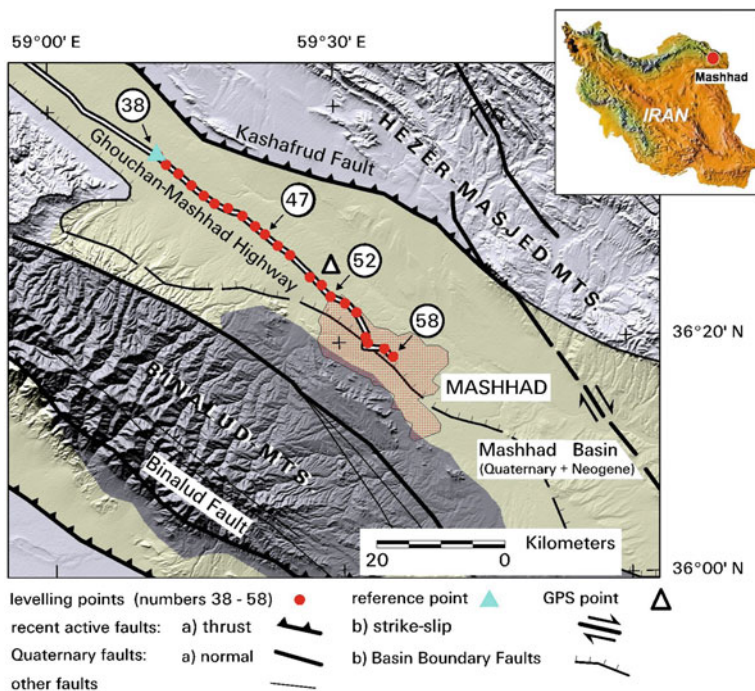 59°00' E
59°30' E
Mashhad
IRAN
38
Kashafrud Fault
HEZER-MASJED MTS.
Ghouchan-Mashhad Highway
47
52
58
36°20' N
MASHHAD
BINALUD-MTS
Binalud Fault
Mashhad Basin
(Quaternary + Neogene)
Kilometers
20 0
36°00' N
levelling points (numbers 38 - 58) reference point GPS point
recent active faults: a) thrust b) strike-slip
Quaternary faults: a) normal b) Basin Boundary Faults
other faults